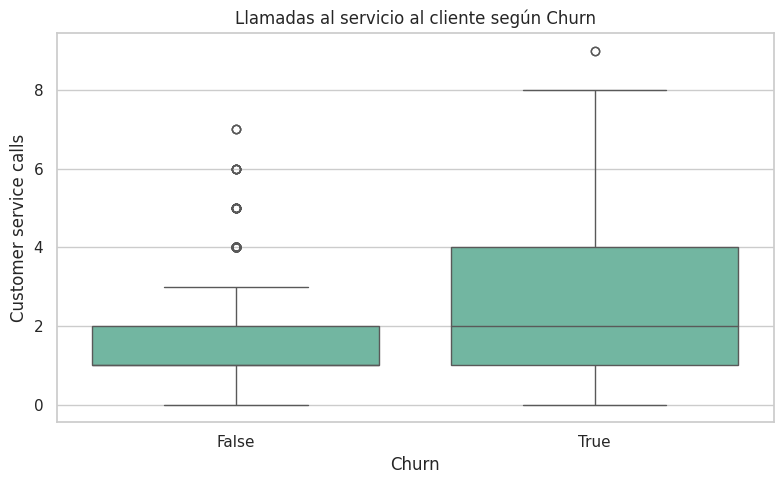 Llamadas al servicio al cliente según Churn
Customer service calls
8
6
4
2
0
False
True
Churn